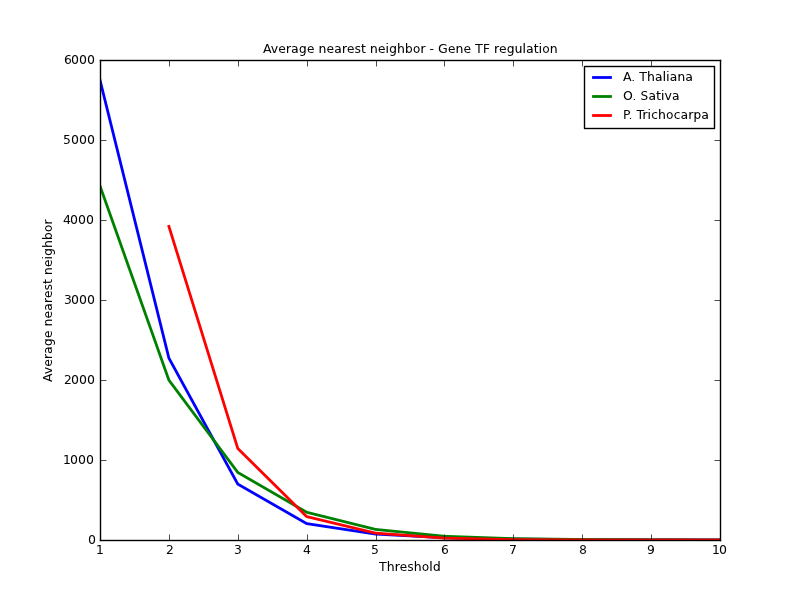 Average nearest neighbor - Gene TF regulation
A. Thaliana
O. Sativa
P. Trichocarpa
6000
5000
4000
3000
2000
1000
0
Average nearest neighbor
1 2 3 4 5 6 7 8 9 10
Threshold